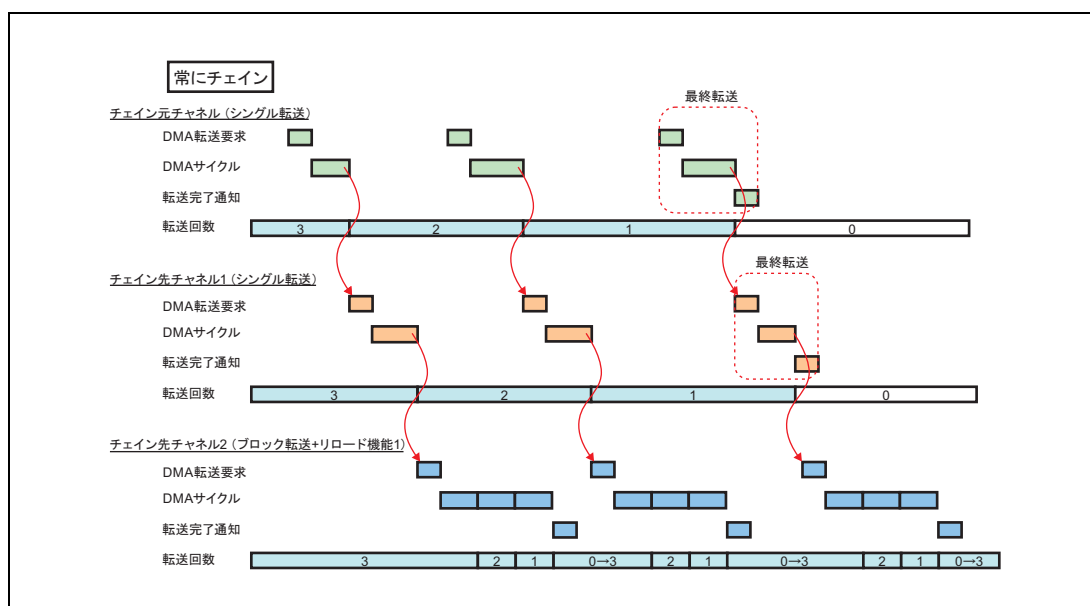 常にチェイン
最終転送
チェイン元チャネル (シングル転送)
DMA転送要求
DMAサイクル
転送完了通知
転送回数 3 2 1 0
最終転送
チェイン先チャネル1 (シングル転送)
DMA転送要求
DMAサイクル
転送完了通知
転送回数 3 2 1 0
チェイン先チャネル2 (ブロック転送+リロード機能1)
DMA転送要求
DMAサイクル
転送完了通知
転送回数 3 2 1 0→3 2 1 0→3 2 1 0→3